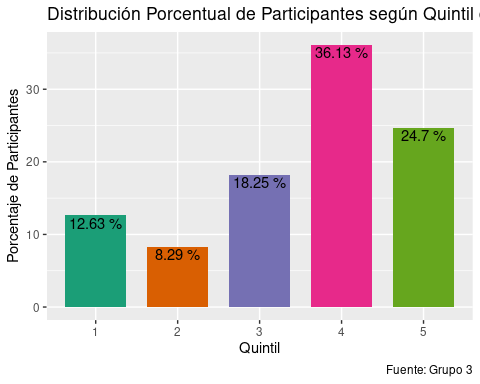 Distribución Porcentual de Participantes según Quintil
Porcentaje de Participantes
30
20
10
0
12.63 %
8.29 %
18.25 %
36.13 %
24.7 %
1 2 3 4 5
Quintil
Fuente: Grupo 3